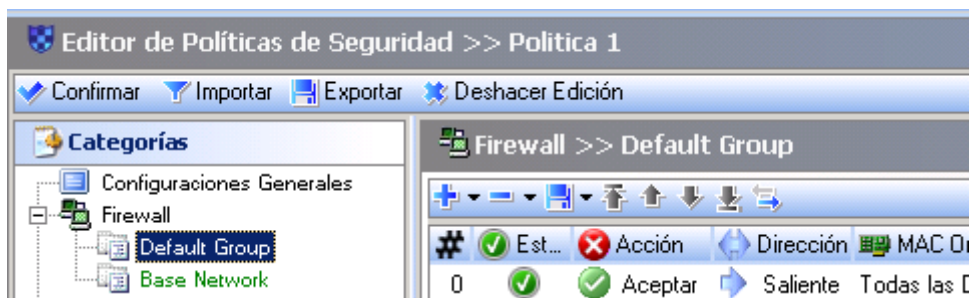 Editor de Políticas de Seguridad >> Politica 1
Confirmar Importar Exportar Deshacer Edición
Categorías
Configuraciones Generales
Firewall
Default Group
Base Network
Firewall >> Default Group
# Est... Acción Dirección MAC Or
0 Aceptar Saliente Todas las D